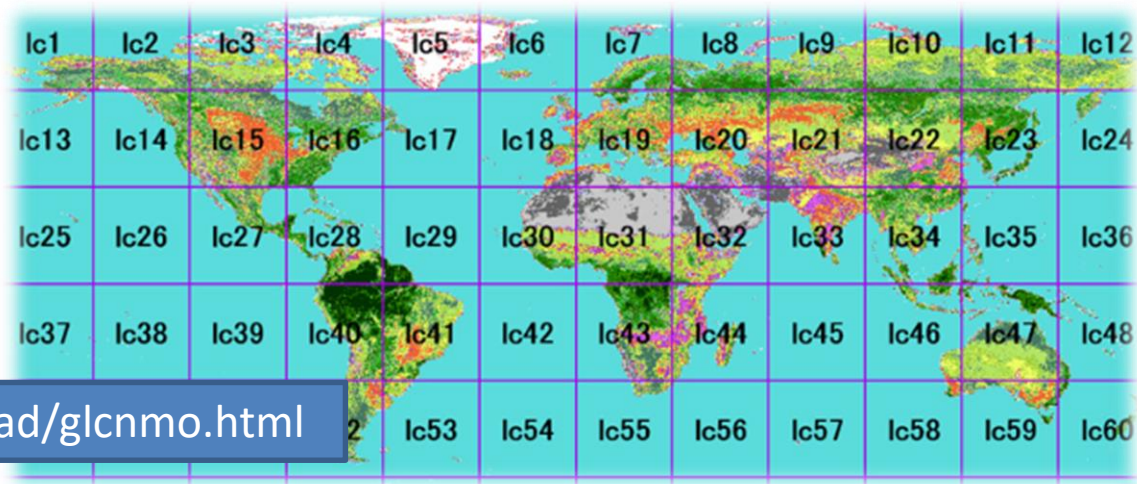 lc1 lc2 lc3 lc4 lc5 lc6 lc7 lc8 lc9 lc10 lc11 lc12
lc13 lc14 lc15 lc16 lc17 lc18 lc19 lc20 lc21 lc22 lc23 lc24
lc25 lc26 lc27 lc28 lc29 lc30 lc31 lc32 lc33 lc34 lc35 lc36
lc37 lc38 lc39 lc40 lc41 lc42 lc43 lc44 lc45 lc46 lc47 lc48
ad/glcnmo.html 2 lc53 lc54 lc55 lc56 lc57 lc58 lc59 lc60